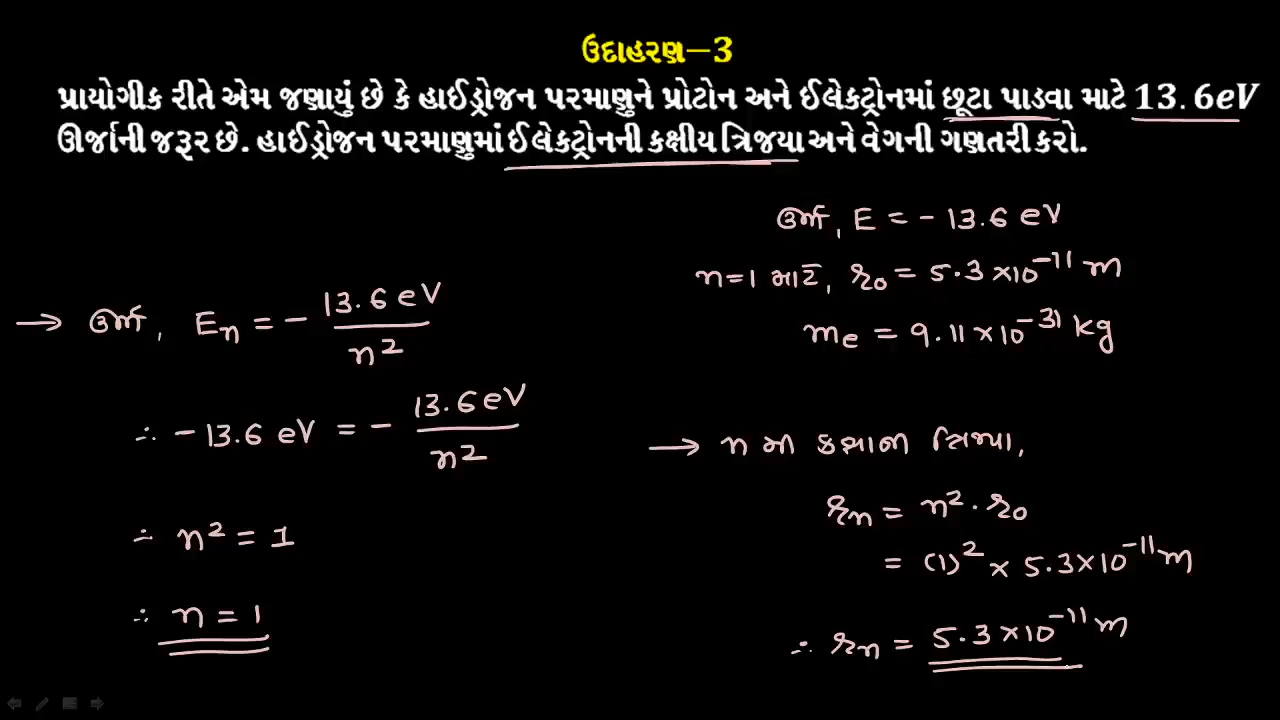 ઉદાહરણ–3
પ્રાયોગીક રીતે એમ જણાયું છે કે હાઈડ્રોજન પરમાણુને પ્રોટોન અને ઈલેકટ્રોનમાં છૂટા પાડવા માટે 13.6eV
ઊર્જાની જરૂર છે. હાઈડ્રોજન પરમાણુમાં ઈલેકટ્રોનની કક્ષીય ત્રિજયા અને વેગની ગણતરી કરો.
ઊર્જા, E = - 13.6 eV
n=1 માટે, r₀ = 5.3×10⁻¹¹ m
mₑ = 9.11×10⁻³¹ kg
→ ઊર્જા, Eₙ = - 13.6 eV / n²
∴ - 13.6 eV = - 13.6 eV / n²
∴ n² = 1
∴ n = 1
→ n મી કક્ષાની ત્રિજ્યા,
rₙ = n² · r₀
= (1)² × 5.3×10⁻¹¹ m
∴ rₙ = 5.3×10⁻¹¹ m